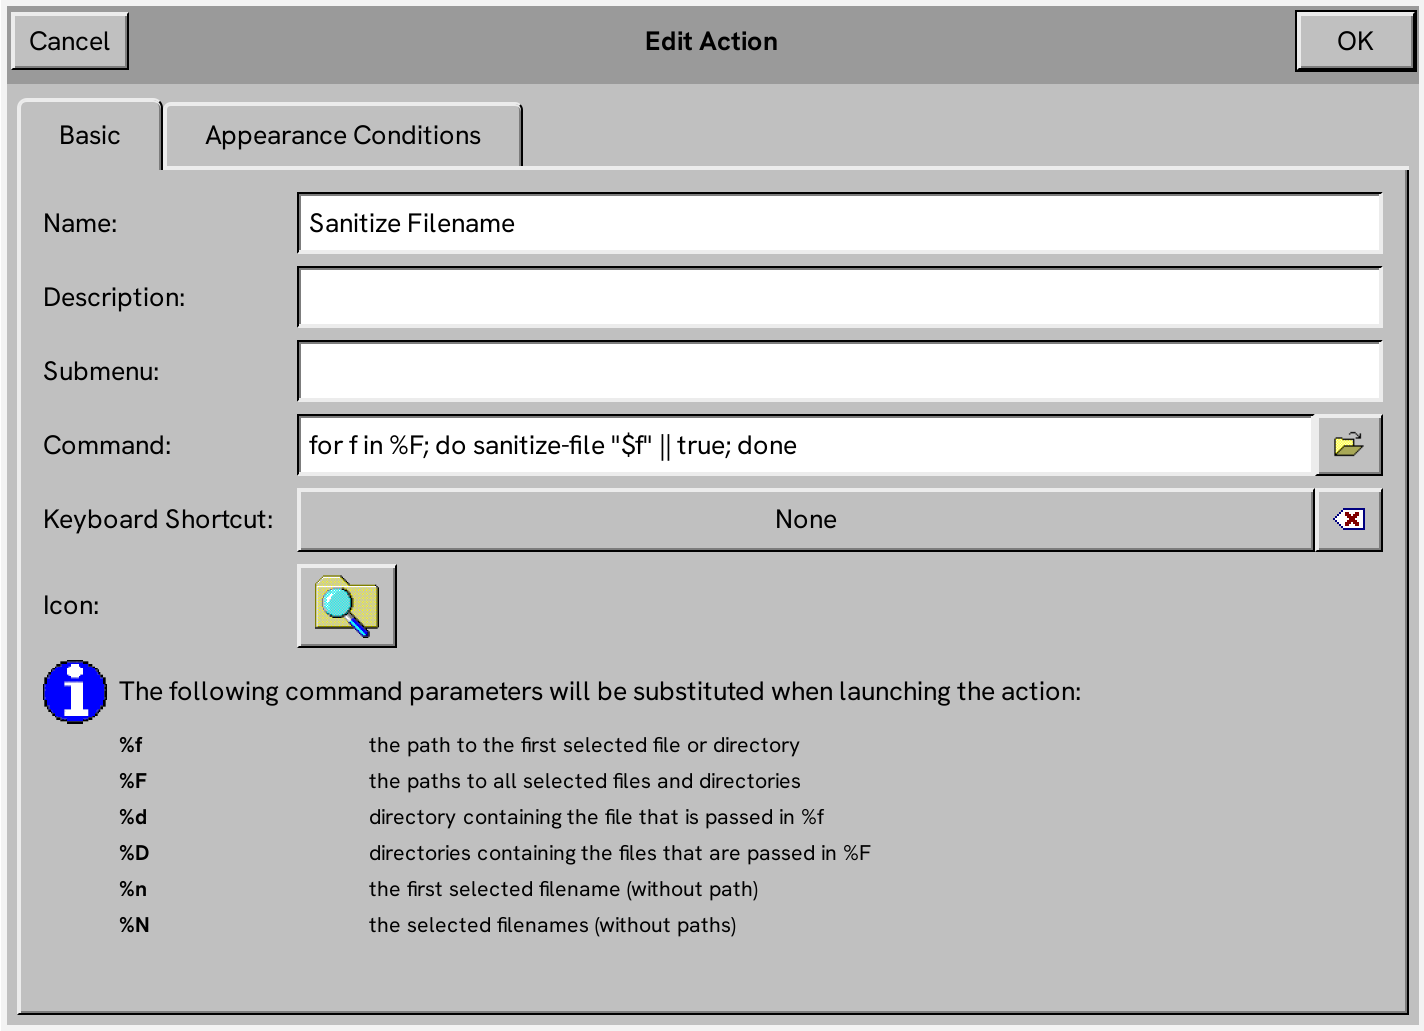 Cancel
Edit Action
OK
Basic
Appearance Conditions
Name:
Sanitize Filename
Description:
Submenu:
Command:
for f in %F; do sanitize-file "$f" || true; done
Keyboard Shortcut:
None
Icon:
The following command parameters will be substituted when launching the action:
%f the path to the first selected file or directory
%F the paths to all selected files and directories
%d directory containing the file that is passed in %f
%D directories containing the files that are passed in %F
%n the first selected filename (without path)
%N the selected filenames (without paths)